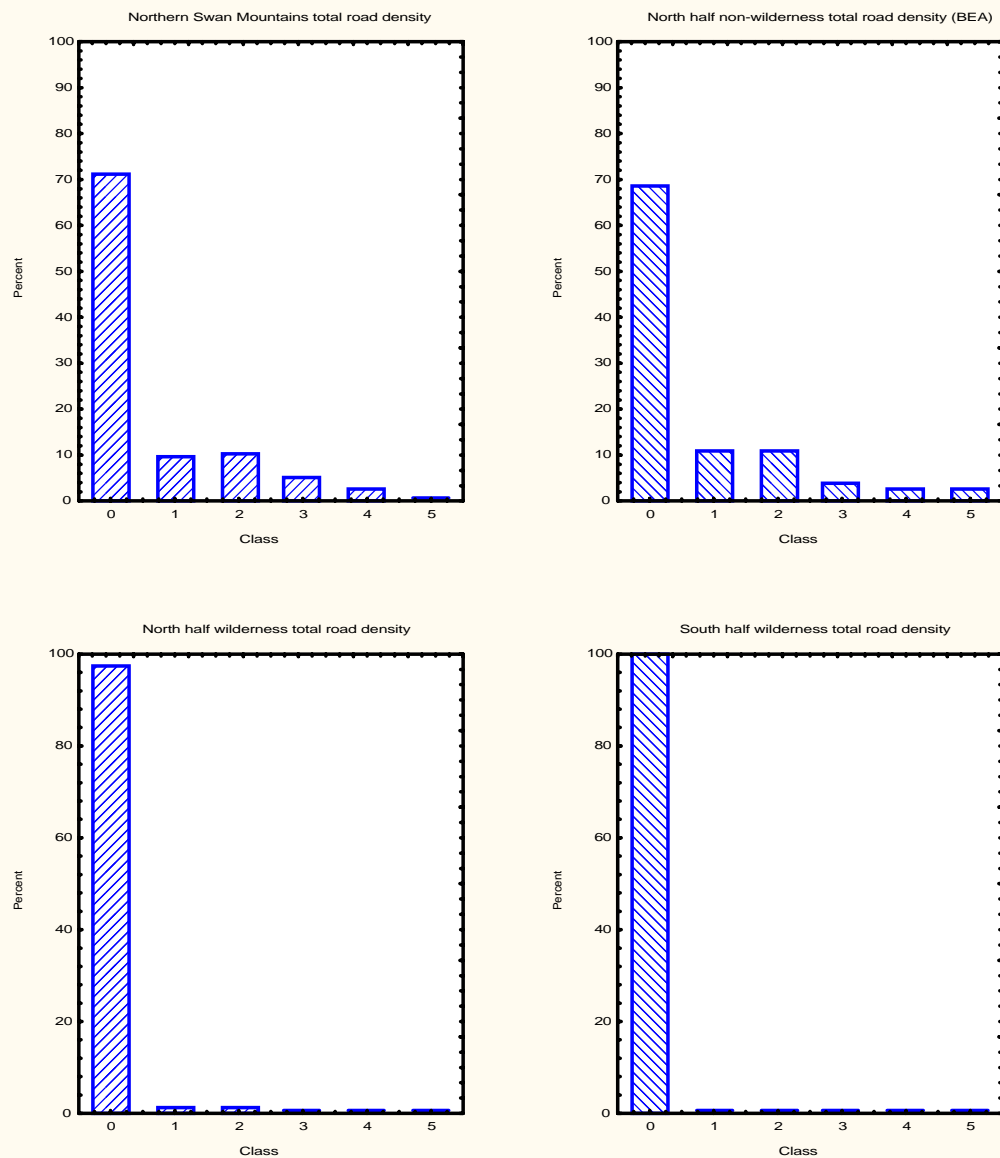 Northern Swan Mountains total road density
100
90
80
70
60
50
40
30
20
10
0
Percent
0 1 2 3 4 5
Class
North half non-wilderness total road density (BEA)
100
90
80
70
60
50
40
30
20
10
0
Percent
0 1 2 3 4 5
Class
North half wilderness total road density
100
80
60
40
20
0
Percent
0 1 2 3 4 5
Class
South half wilderness total road density
100
80
60
40
20
0
Percent
0 1 2 3 4 5
Class